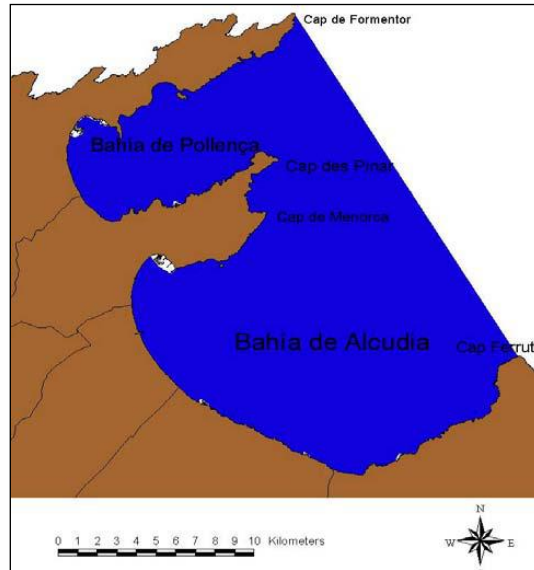 Cap de Formentor
Bahia de Pollença
Cap des Pinar
Cap de Menorca
Bahia de Alcudia
Cap Ferrut
N
W E
S
0 1 2 3 4 5 6 7 8 9 10 Kilometers